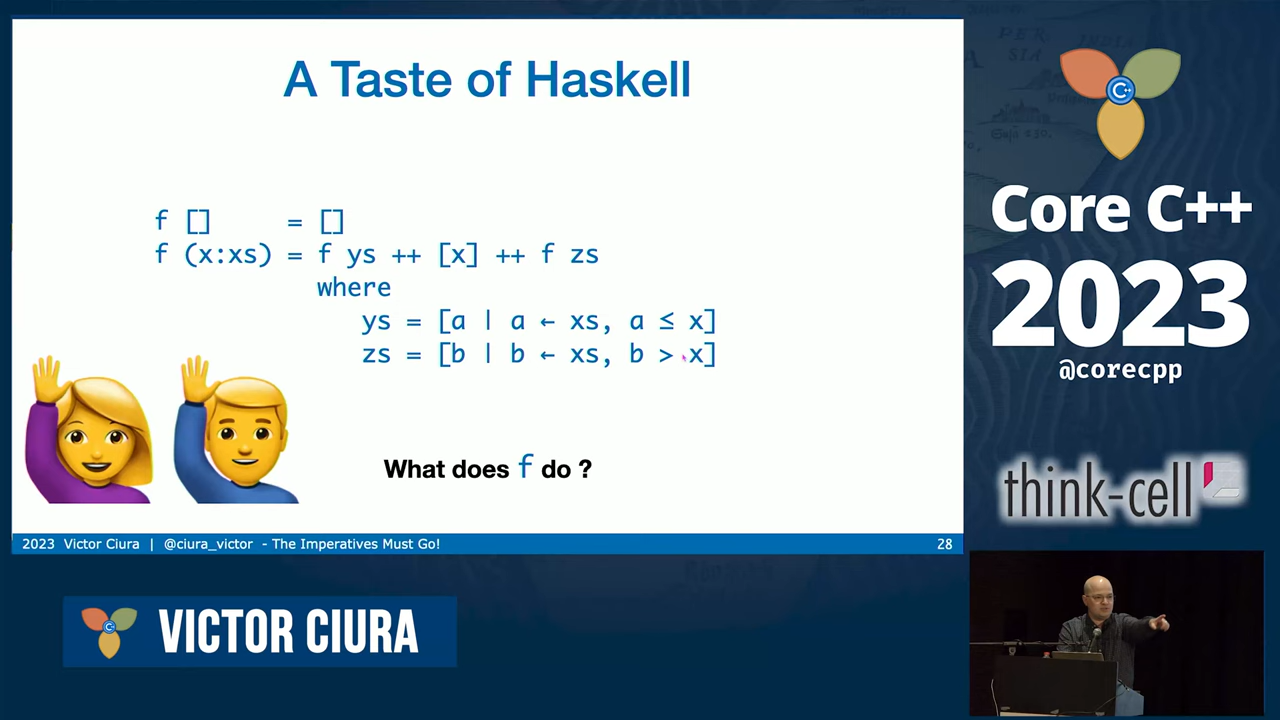 A Taste of Haskell
f [] = []
f (x:xs) = f ys ++ [x] ++ f zs
where
ys = [a | a ← xs, a ≤ x]
zs = [b | b ← xs, b > x]
What does f do ?
2023 Victor Ciura | @ciura_victor - The Imperatives Must Go!
28
VICTOR CIURA
C++
Core C++
2023
@corecpp
think-cell